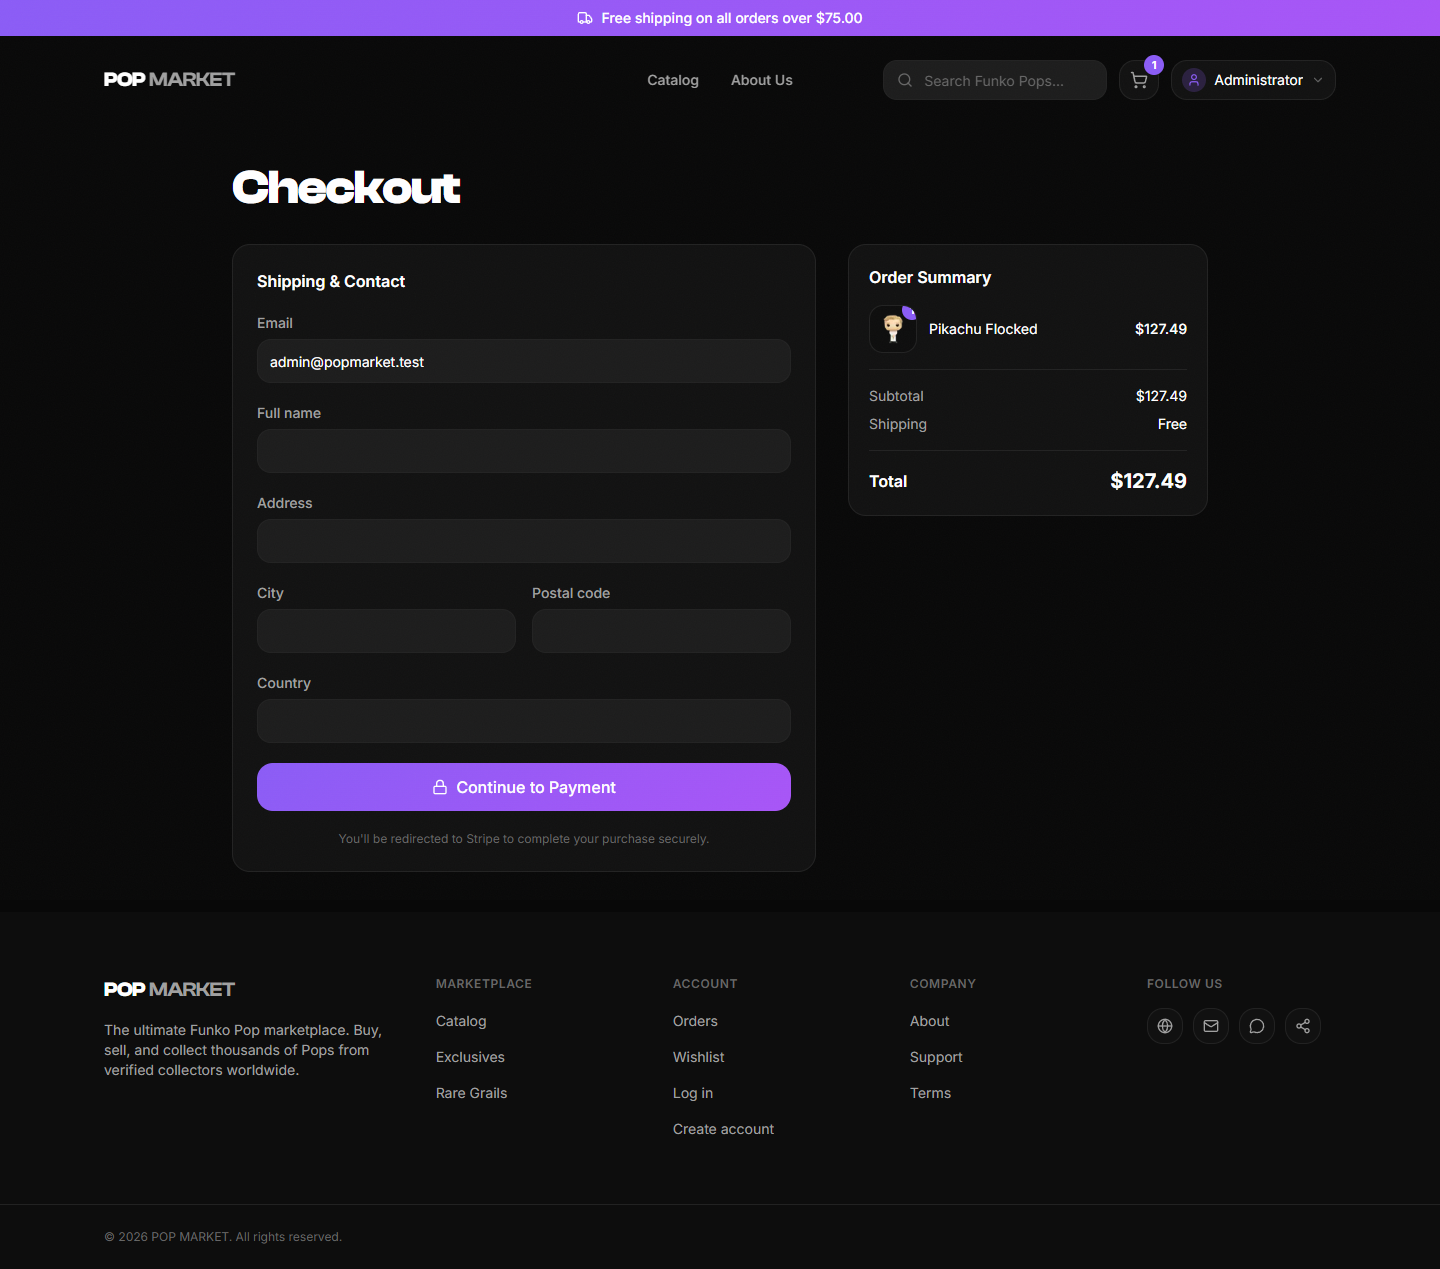 Free shipping on all orders over $75.00
POP MARKET
Catalog
About Us
Search Funko Pops...
1
Administrator
Checkout
Shipping & Contact
Email
admin@popmarket.test
Full name
Address
City
Postal code
Country
Continue to Payment
You'll be redirected to Stripe to complete your purchase securely.
Order Summary
Pikachu Flocked
$127.49
Subtotal
$127.49
Shipping
Free
Total
$127.49
POP MARKET
The ultimate Funko Pop marketplace. Buy,
sell, and collect thousands of Pops from
verified collectors worldwide.
MARKETPLACE
Catalog
Exclusives
Rare Grails
ACCOUNT
Orders
Wishlist
Log in
Create account
COMPANY
About
Support
Terms
FOLLOW US
© 2026 POP MARKET. All rights reserved.